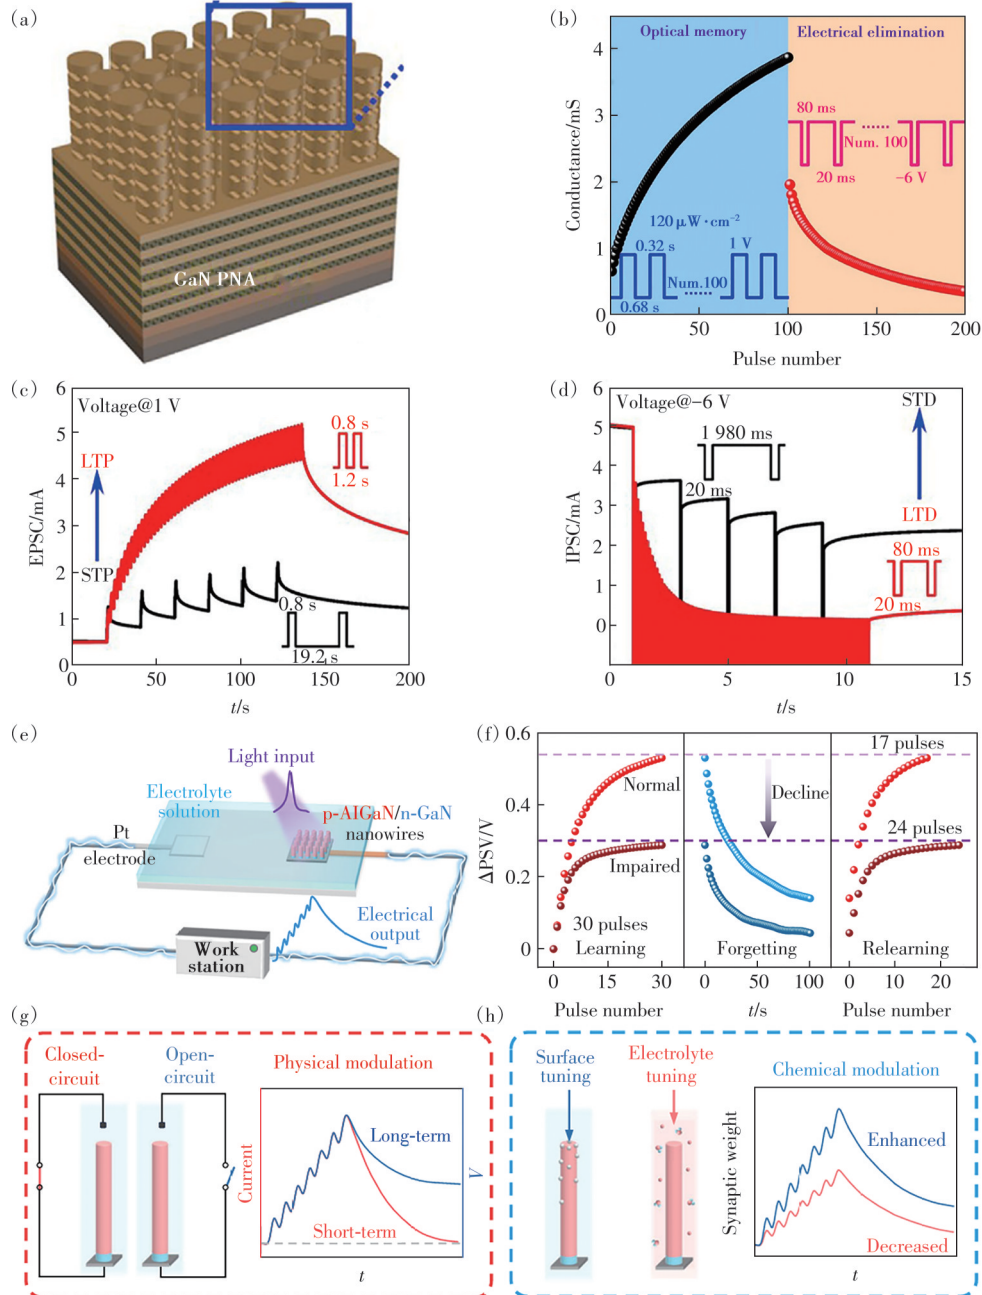 (a)
GaN PNA
(b)
Optical memory
Electrical elimination
Conductance/mS
4
3
2
1
0
80 ms
Num. 100
20 ms
-6 V
120 μW·cm⁻²
0.32 s
1 V
Num.100
0.68 s
0 50 100 150 200
Pulse number
(c)
Voltage@1 V
EPSC/mA
6
5
4
3
2
1
0
LTP
STP
0.8 s
1.2 s
0.8 s
19.2 s
0 50 100 150 200
t/s
(d)
Voltage@−6 V
IPSC/mA
6
5
4
3
2
1
0
STD
LTD
1 980 ms
20 ms
80 ms
20 ms
0 5 10 15
t/s
(e)
Light input
Electrolyte
solution
p-AlGaN/n-GaN
nanowires
Pt
electrode
Electrical
output
Work
station
(f)
ΔPSV/V
0.6
0.4
0.2
0
17 pulses
Normal
Decline
24 pulses
Impaired
30 pulses
Learning
Forgetting
Relearning
0 15 30
0 50 100
0 20
Pulse number
t/s
Pulse number
(g)
Closed-
circuit
Open-
circuit
Physical modulation
Current
Long-term
V
Short-term
t
(h)
Surface
tuning
Electrolyte
tuning
Chemical modulation
Synaptic weight
Enhanced
Decreased
t